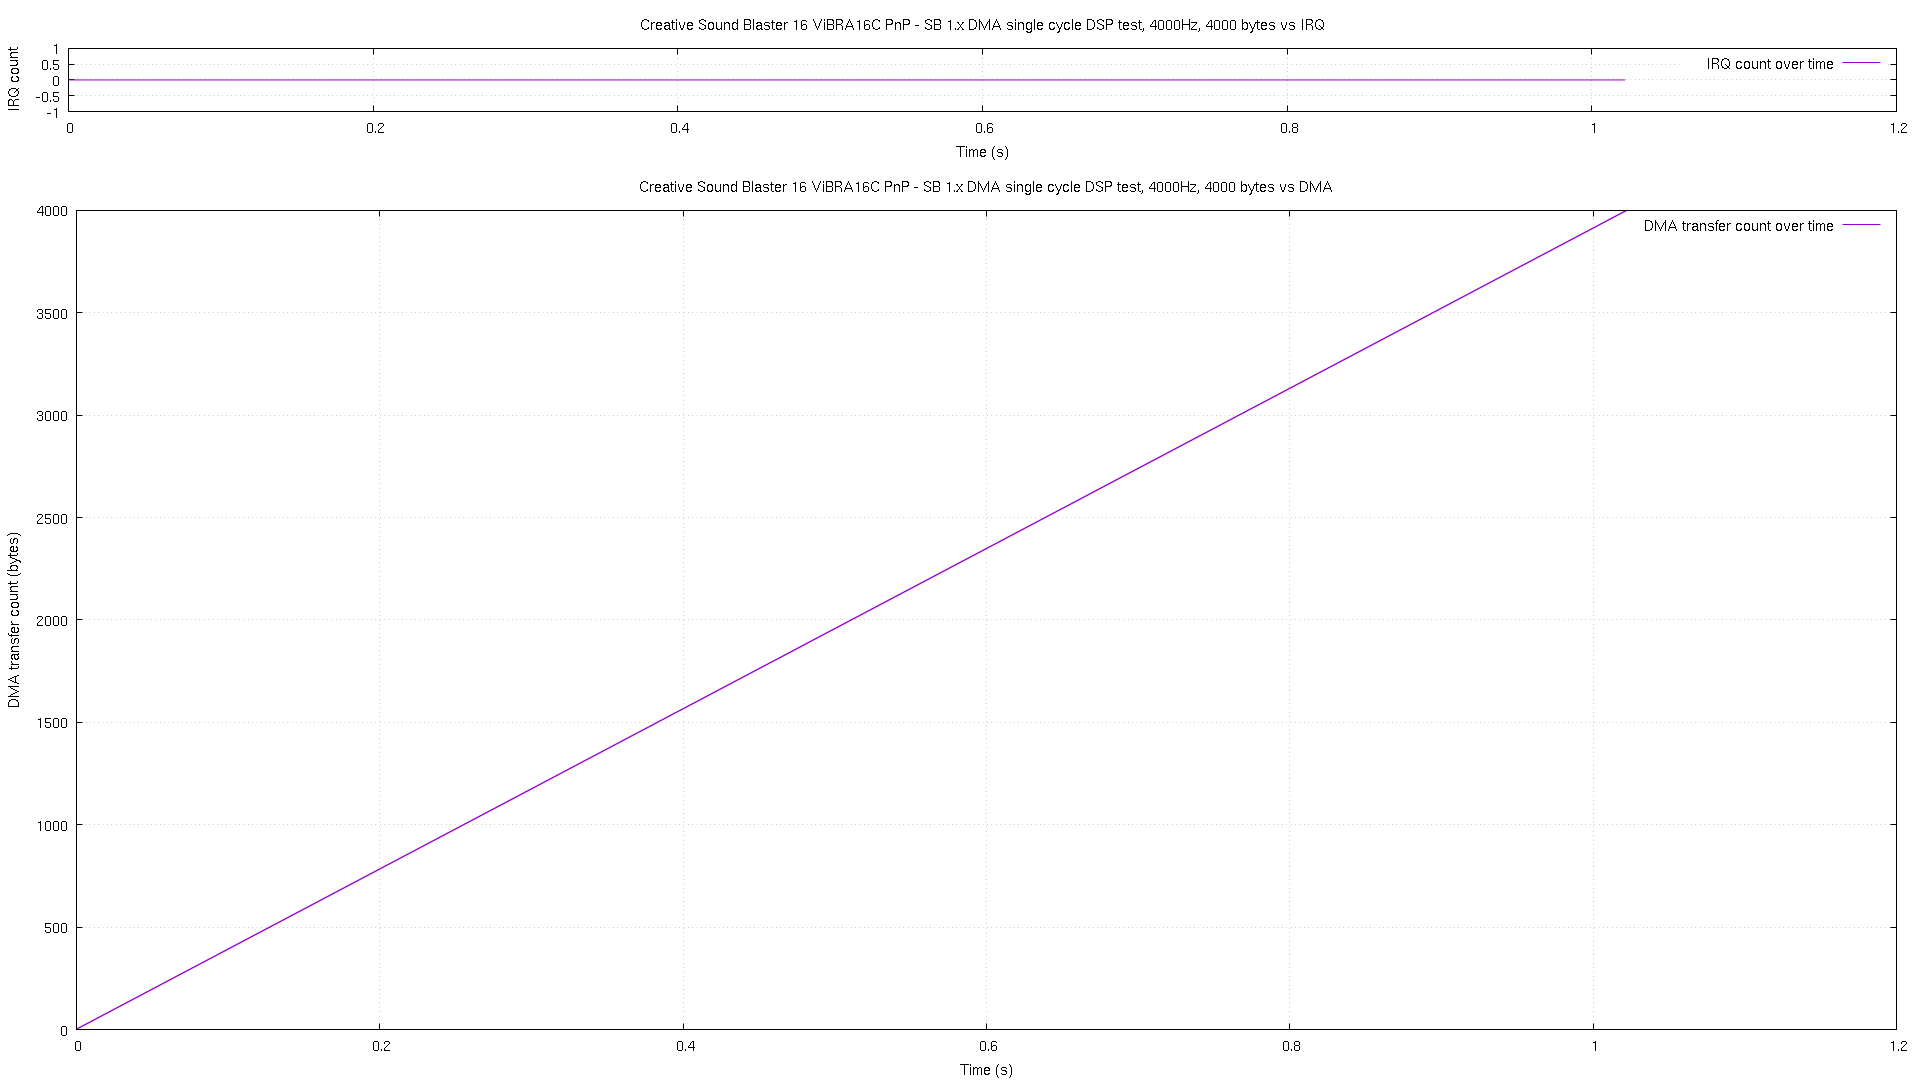 Creative Sound Blaster 16 ViBRA16C PnP - SB 1.x DMA single cycle DSP test, 4000Hz, 4000 bytes vs IRQ
IRQ count
1
0.5
0
-0.5
-1
IRQ count over time
0 0.2 0.4 0.6 0.8 1 1.2
Time (s)
Creative Sound Blaster 16 ViBRA16C PnP - SB 1.x DMA single cycle DSP test, 4000Hz, 4000 bytes vs DMA
DMA transfer count (bytes)
4000
DMA transfer count over time
3500
3000
2500
2000
1500
1000
500
0
0 0.2 0.4 0.6 0.8 1 1.2
Time (s)